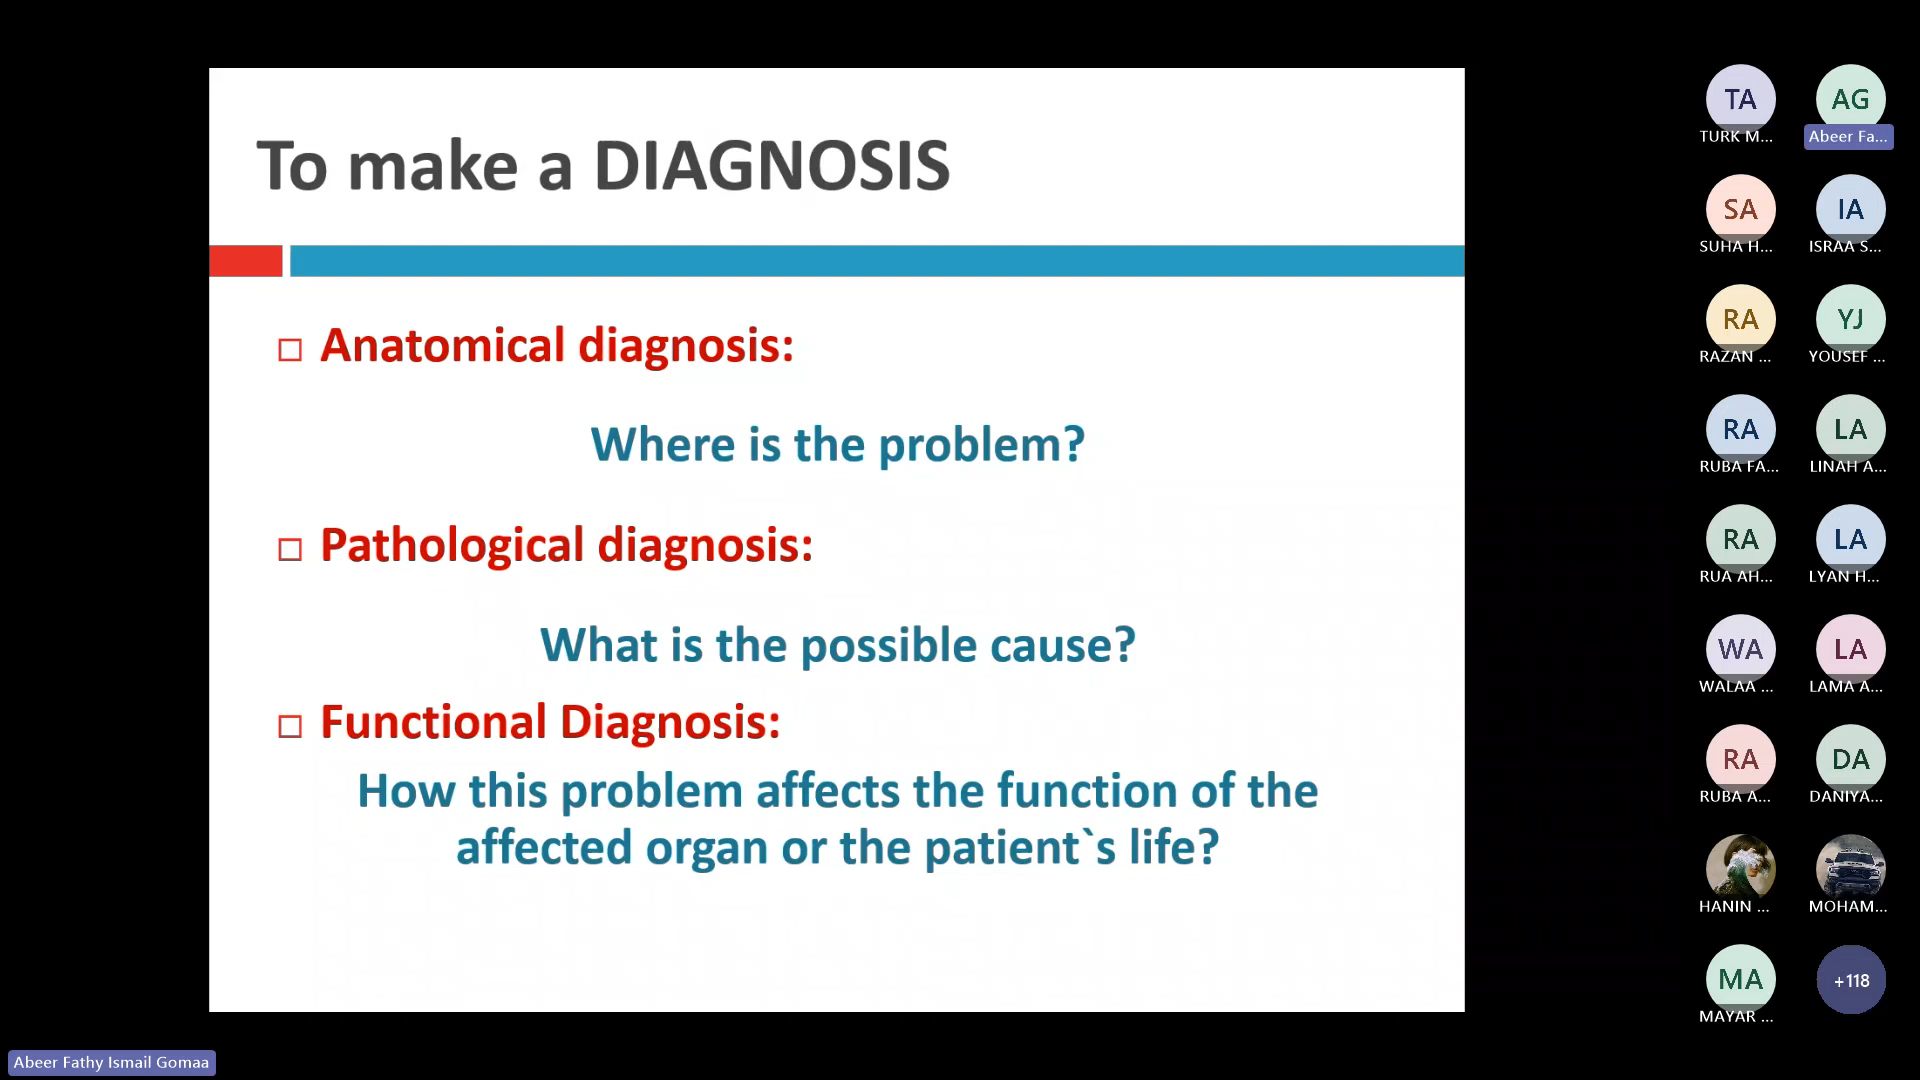 To make a DIAGNOSIS
Anatomical diagnosis:
Where is the problem?
Pathological diagnosis:
What is the possible cause?
Functional Diagnosis:
How this problem affects the function of the
affected organ or the patient`s life?
TA
TURK M...
AG
Abeer Fa...
SA
SUHA H...
IA
ISRAA S...
RA
RAZAN ...
YJ
YOUSEF ...
RA
RUBA FA...
LA
LINAH A...
RA
RUA AH...
LA
LYAN H...
WA
WALAA ...
LA
LAMA A...
RA
RUBA A...
DA
DANIYA...
HANIN ...
MOHAM...
MA
MAYAR ...
+118
Abeer Fathy Ismail Gomaa